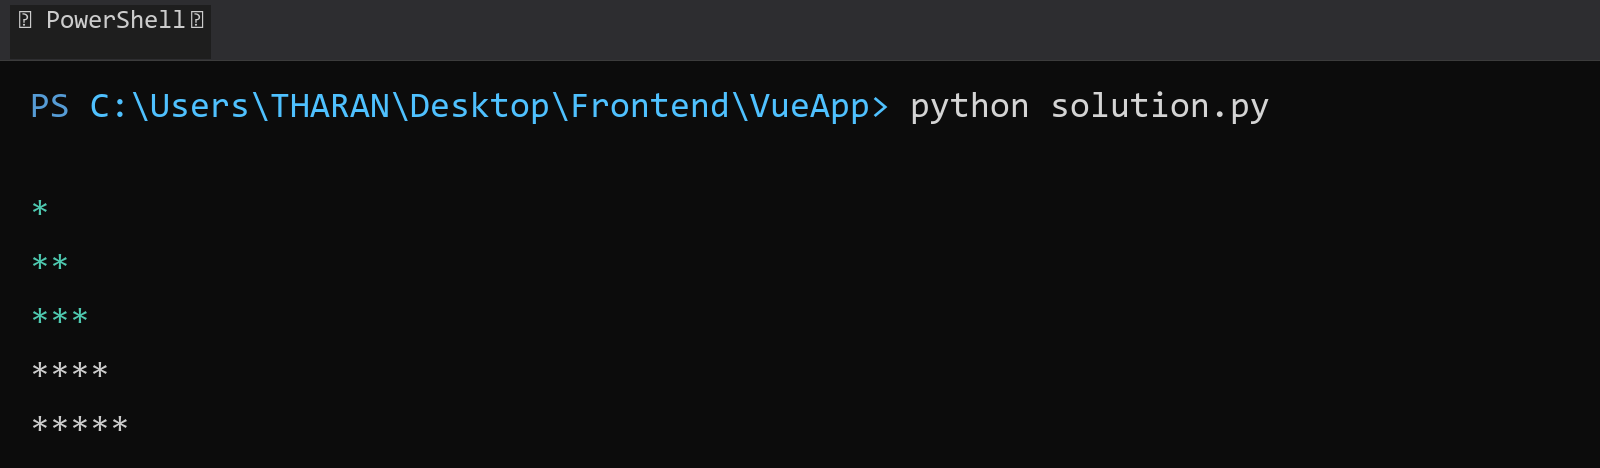 PowerShell
PS C:\Users\THARAN\Desktop\Frontend\VueApp> python solution.py
*
**
***
****
*****